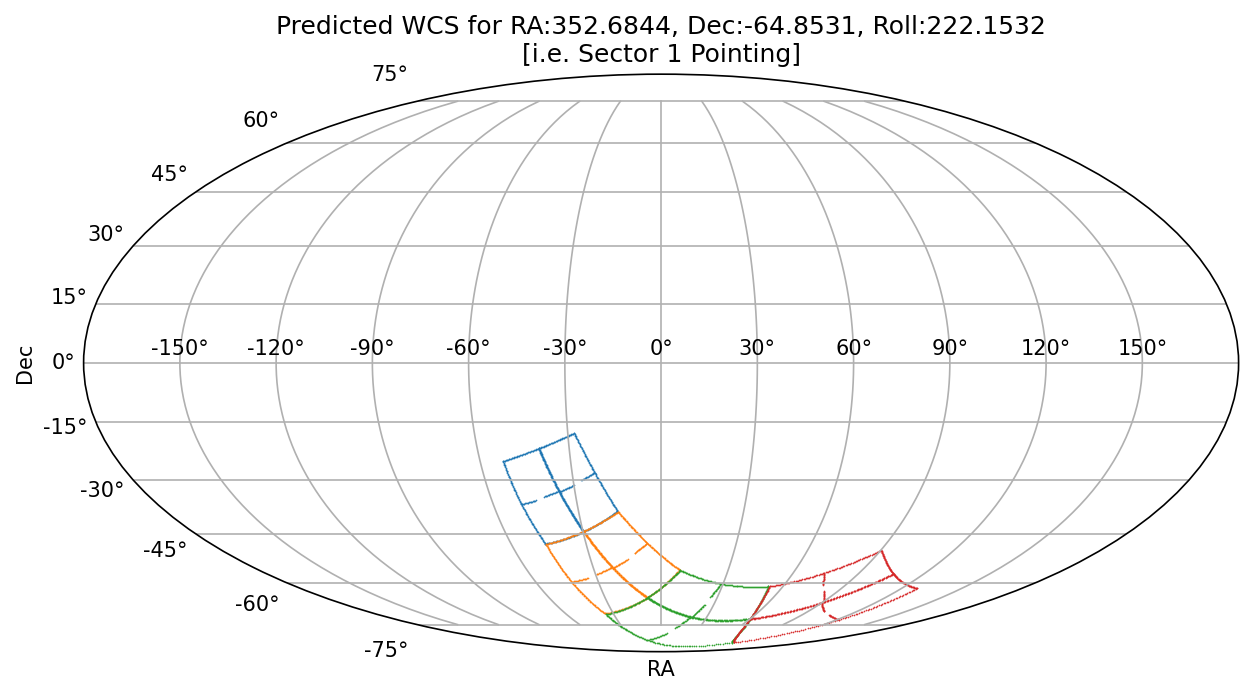 Predicted WCS for RA:352.6844, Dec:-64.8531, Roll:222.1532
[i.e. Sector 1 Pointing]
75°
60°
45°
30°
15°
-150° -120° -90° -60° -30° 0° 30° 60° 90° 120° 150°
Dec
0°
-15°
-30°
-45°
-60°
-75°
RA